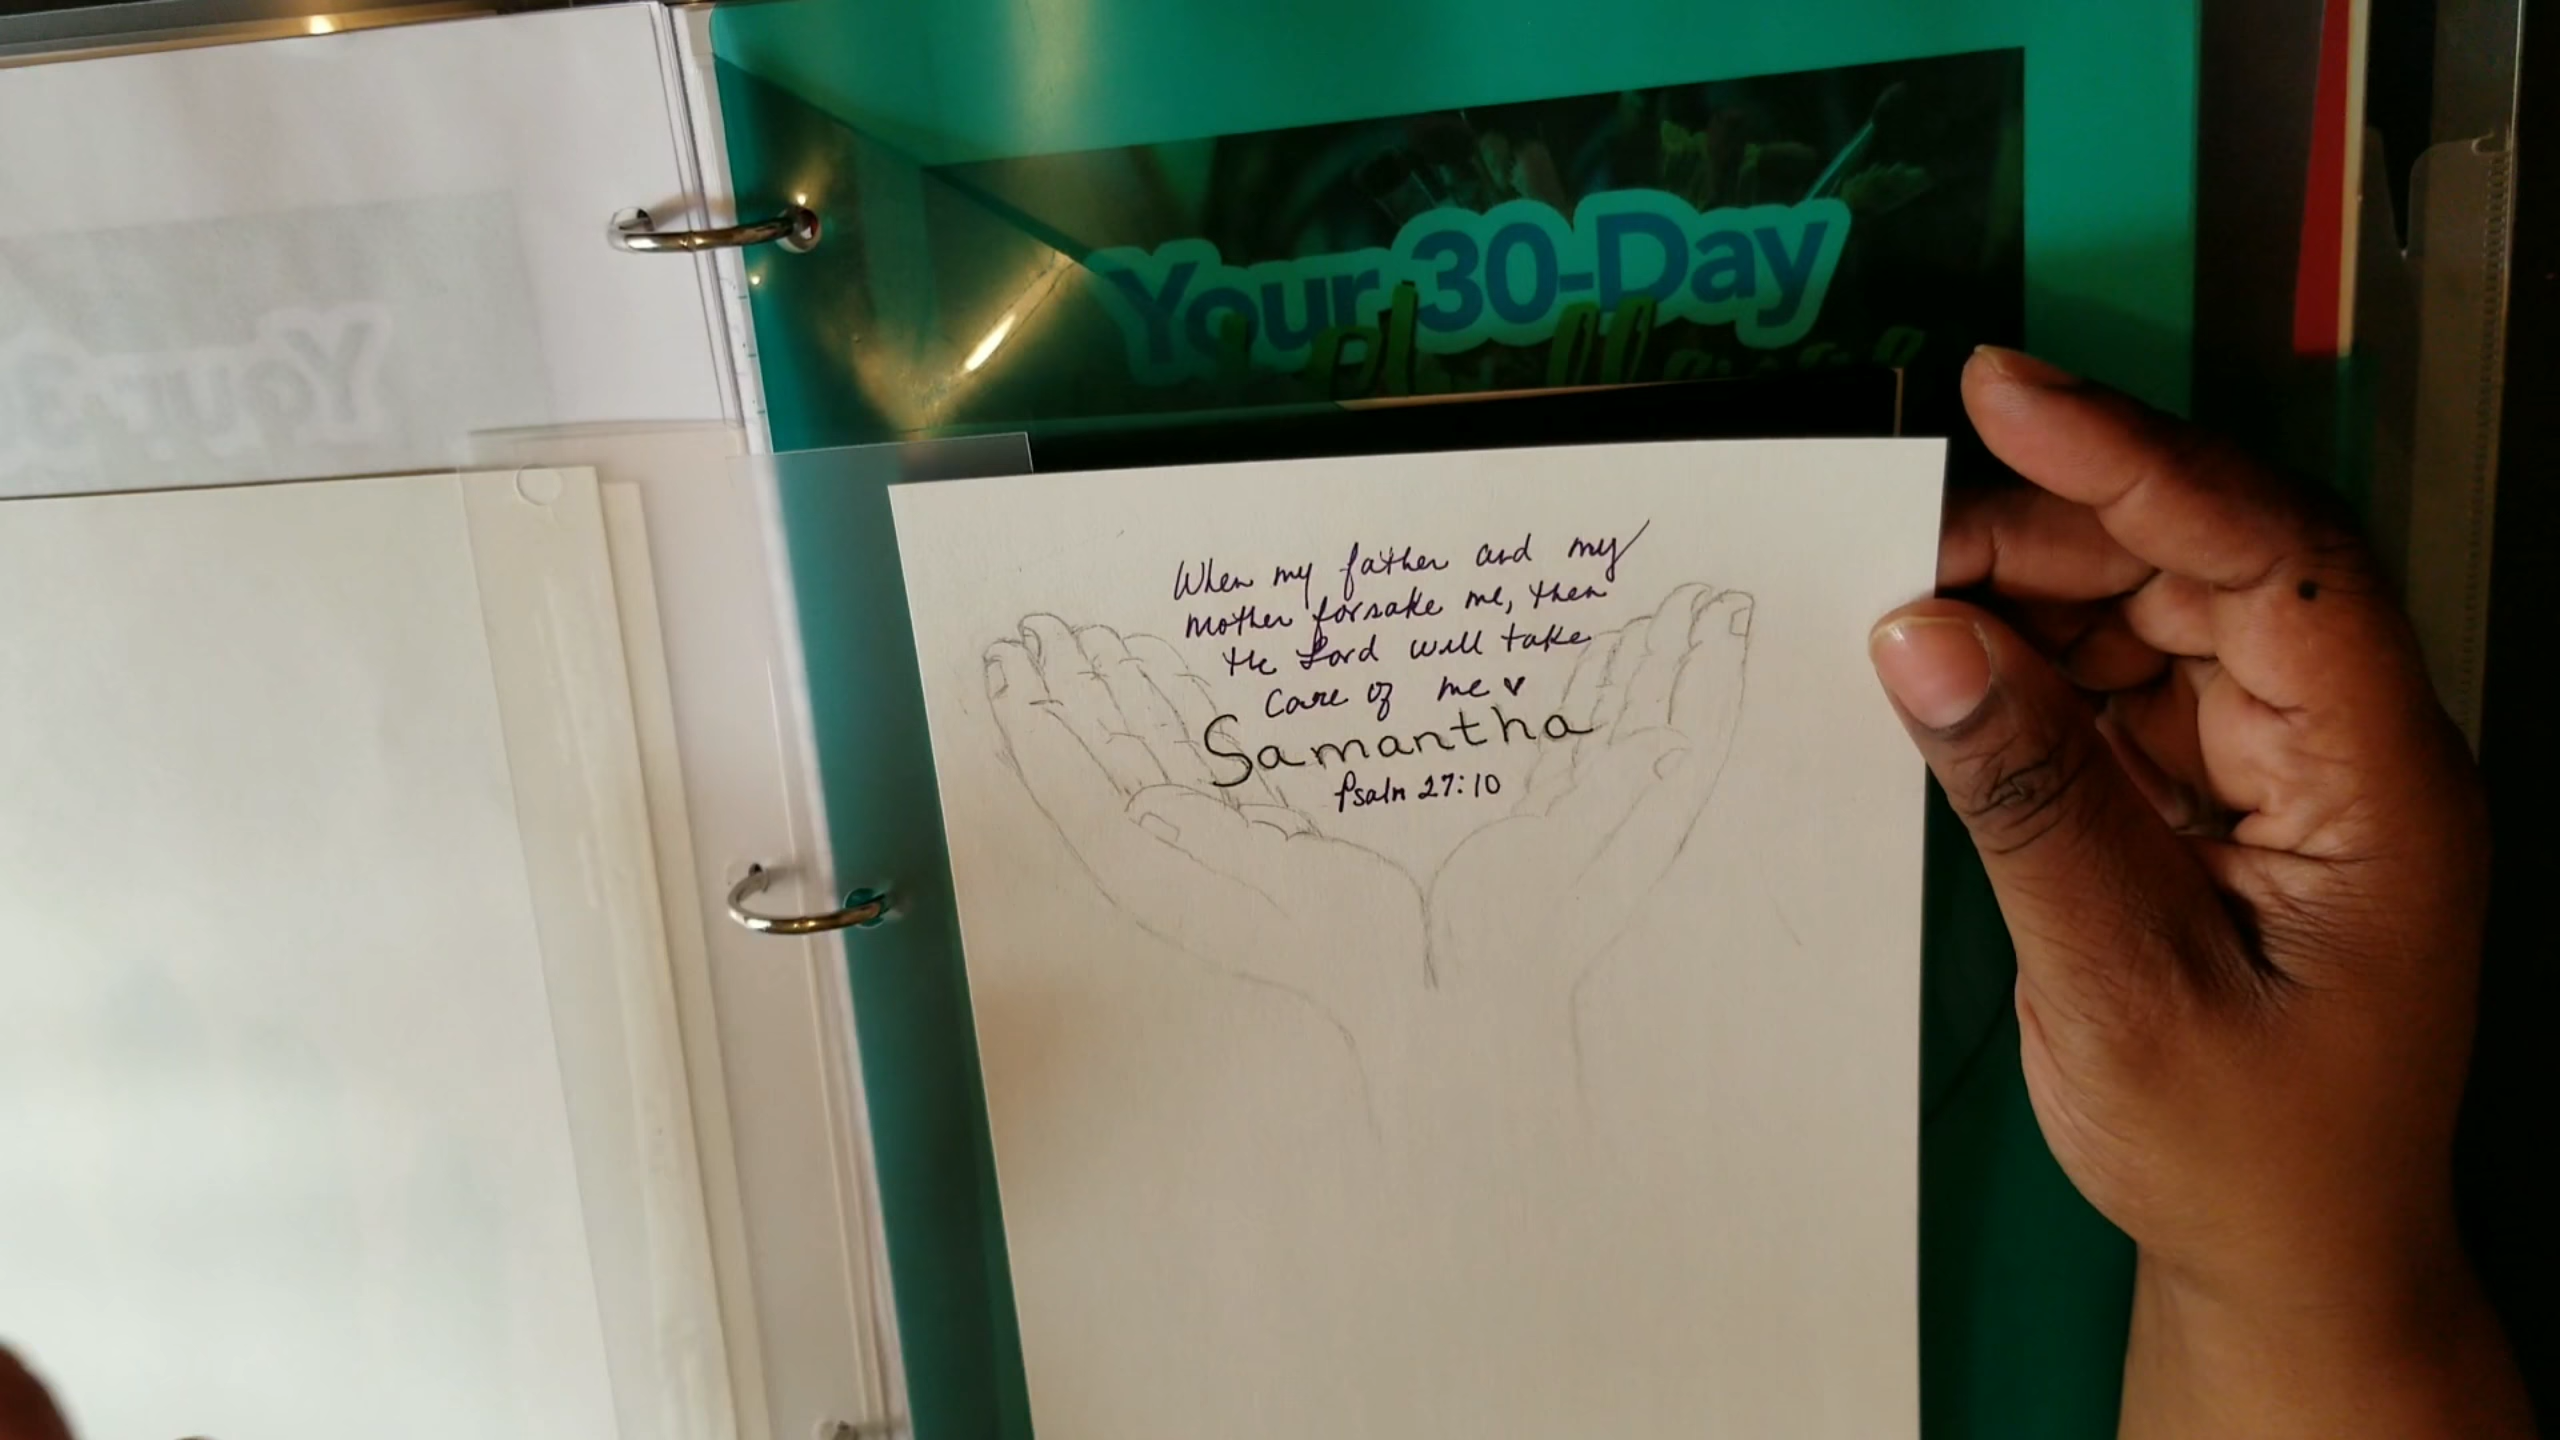 Your 30-Day
Challenge
When my father and my
mother forsake me, then
the Lord will take
care of me
Samantha
Psalm 27:10